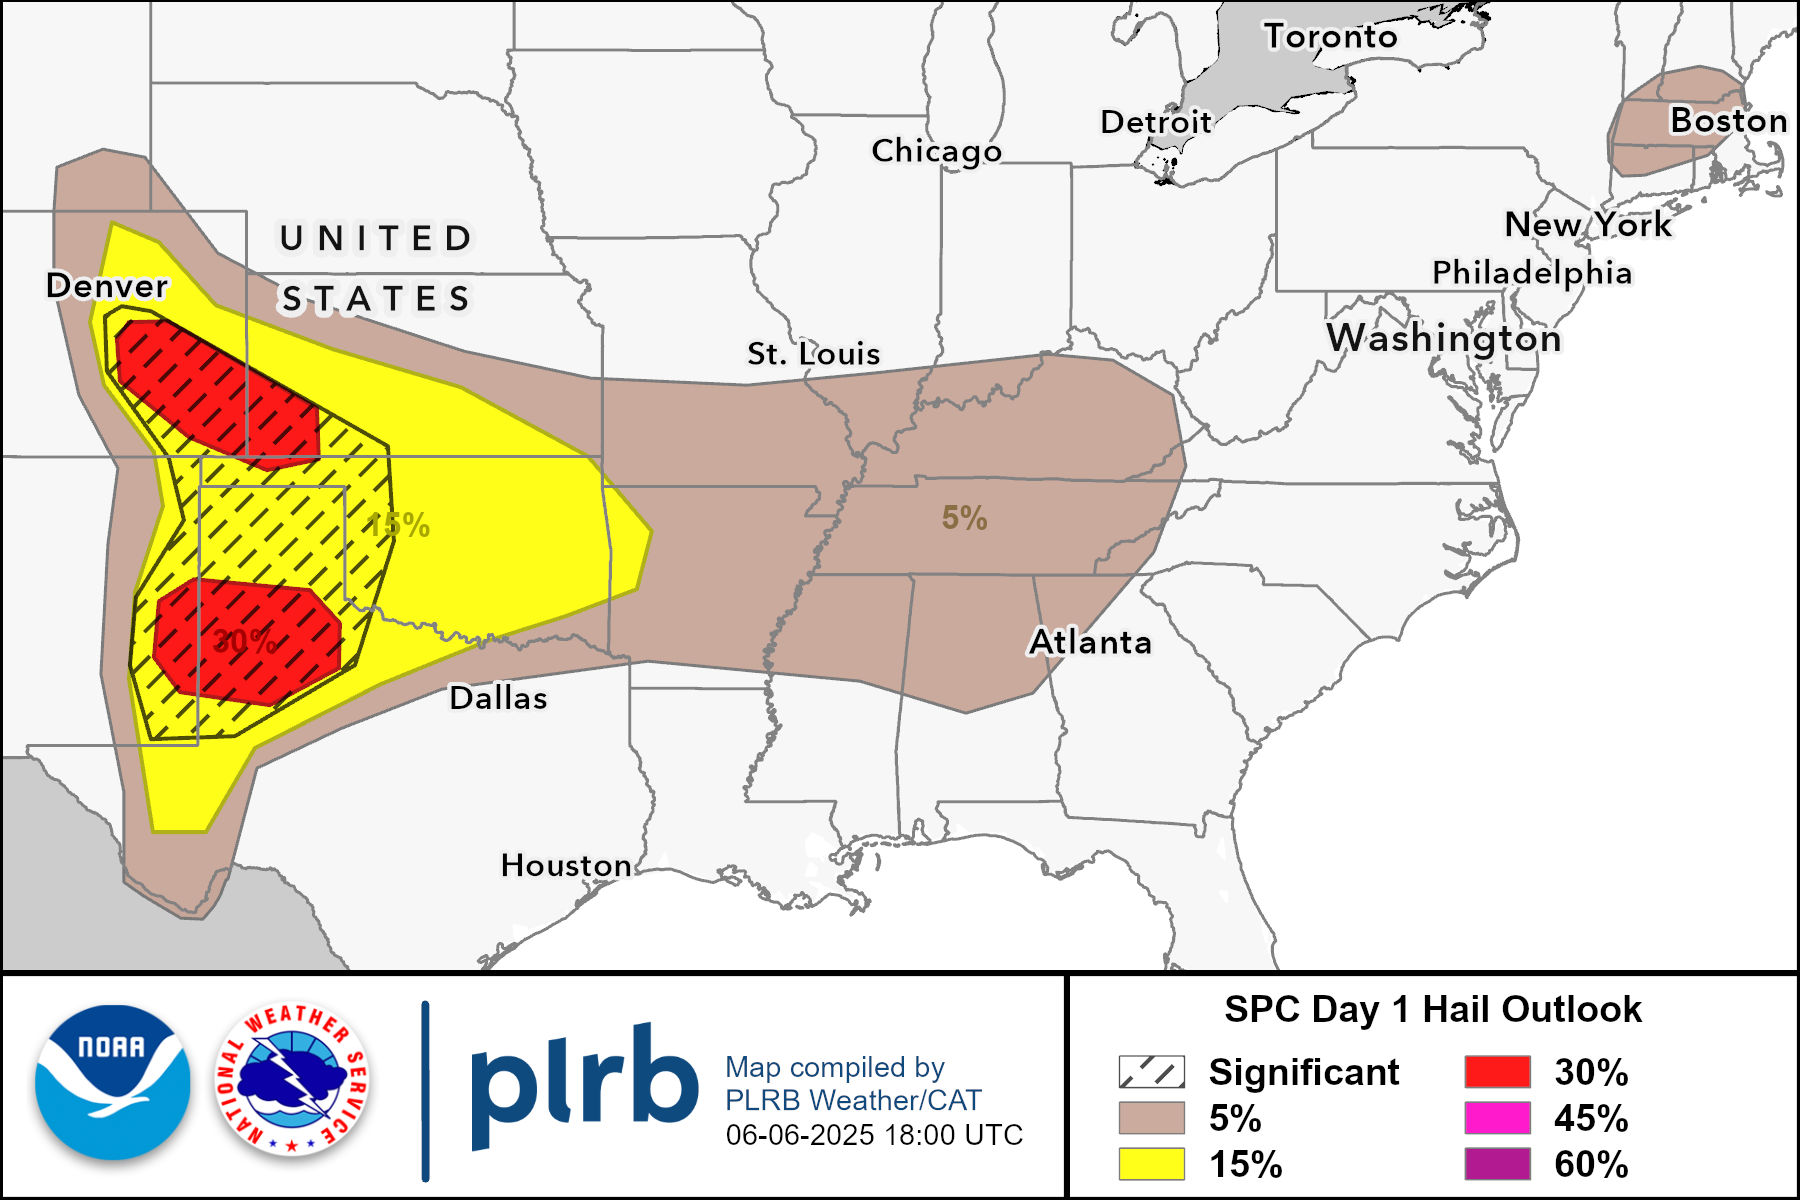 Toronto
Detroit
Boston
Chicago
New York
UNITED
Philadelphia
Denver
STATES
Washington
St. Louis
15%
5%
30%
Atlanta
Dallas
Houston
NOAA
NATIONAL WEATHER SERVICE
plrb
Map compiled by
PLRB Weather/CAT
06-06-2025 18:00 UTC
SPC Day 1 Hail Outlook
Significant
5%
15%
30%
45%
60%